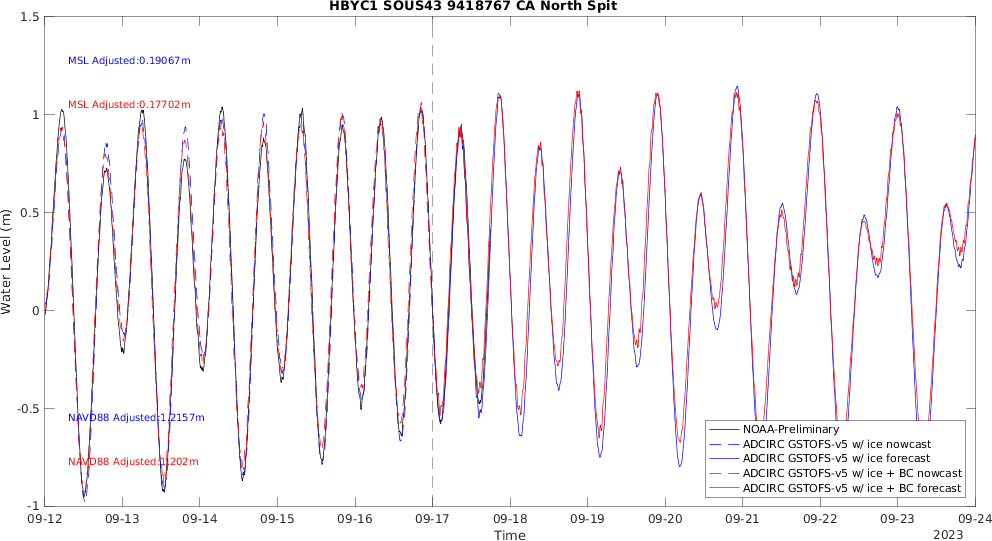 HBYC1 SOUS43 9418767 CA North Spit
1.5
1
0.5
0
-0.5
-1
Water Level (m)
MSL Adjusted:0.19067m
MSL Adjusted:0.17702m
NAVD88 Adjusted:1.2157m
NAVD88 Adjusted:1.202m
NOAA-Preliminary
ADCIRC GSTOFS-v5 w/ ice nowcast
ADCIRC GSTOFS-v5 w/ ice forecast
ADCIRC GSTOFS-v5 w/ ice + BC nowcast
ADCIRC GSTOFS-v5 w/ ice + BC forecast
09-12 09-13 09-14 09-15 09-16 09-17 09-18 09-19 09-20 09-21 09-22 09-23 09-24
Time
2023